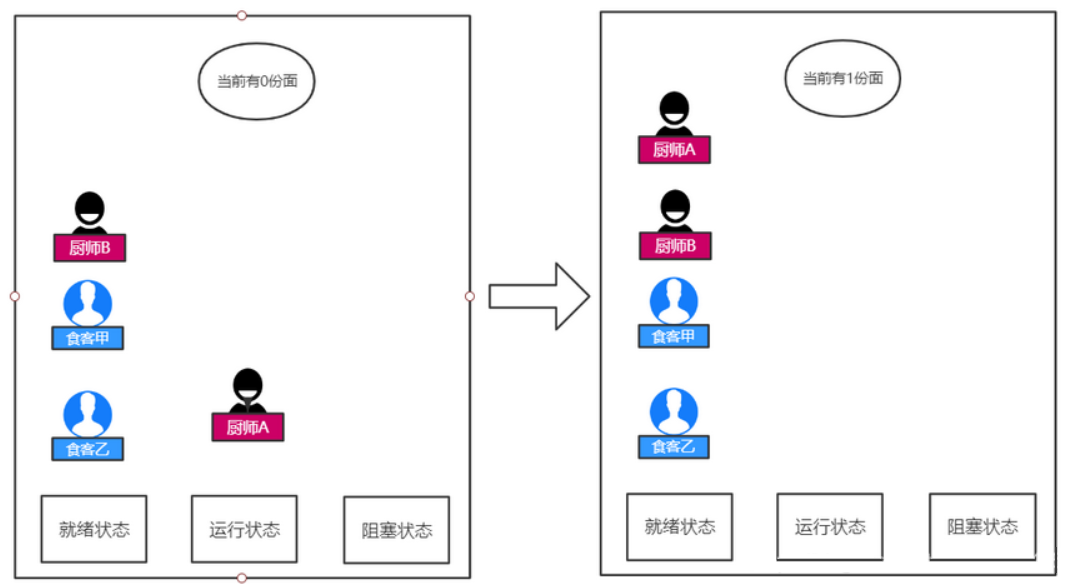 当前有0份面
厨师B
食客甲
厨师A
食客乙
就绪状态
运行状态
阻塞状态
当前有1份面
厨师A
厨师B
食客甲
食客乙
就绪状态
运行状态
阻塞状态